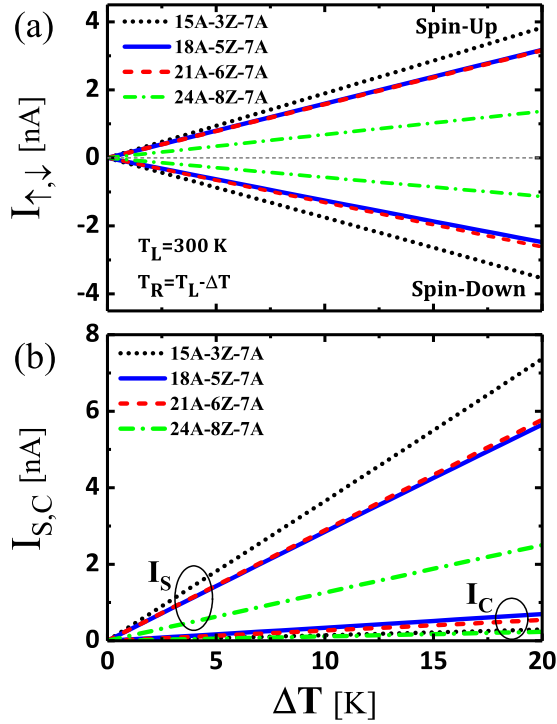 (a)
15A-3Z-7A
18A-5Z-7A
21A-6Z-7A
24A-8Z-7A
Spin-Up
4
2
0
-2
-4
I↑,↓ [nA]
T_L=300 K
T_R=T_L-ΔT
Spin-Down
(b)
15A-3Z-7A
18A-5Z-7A
21A-6Z-7A
24A-8Z-7A
8
6
4
2
0
I_S,C [nA]
I_S
I_C
0 5 10 15 20
ΔT [K]